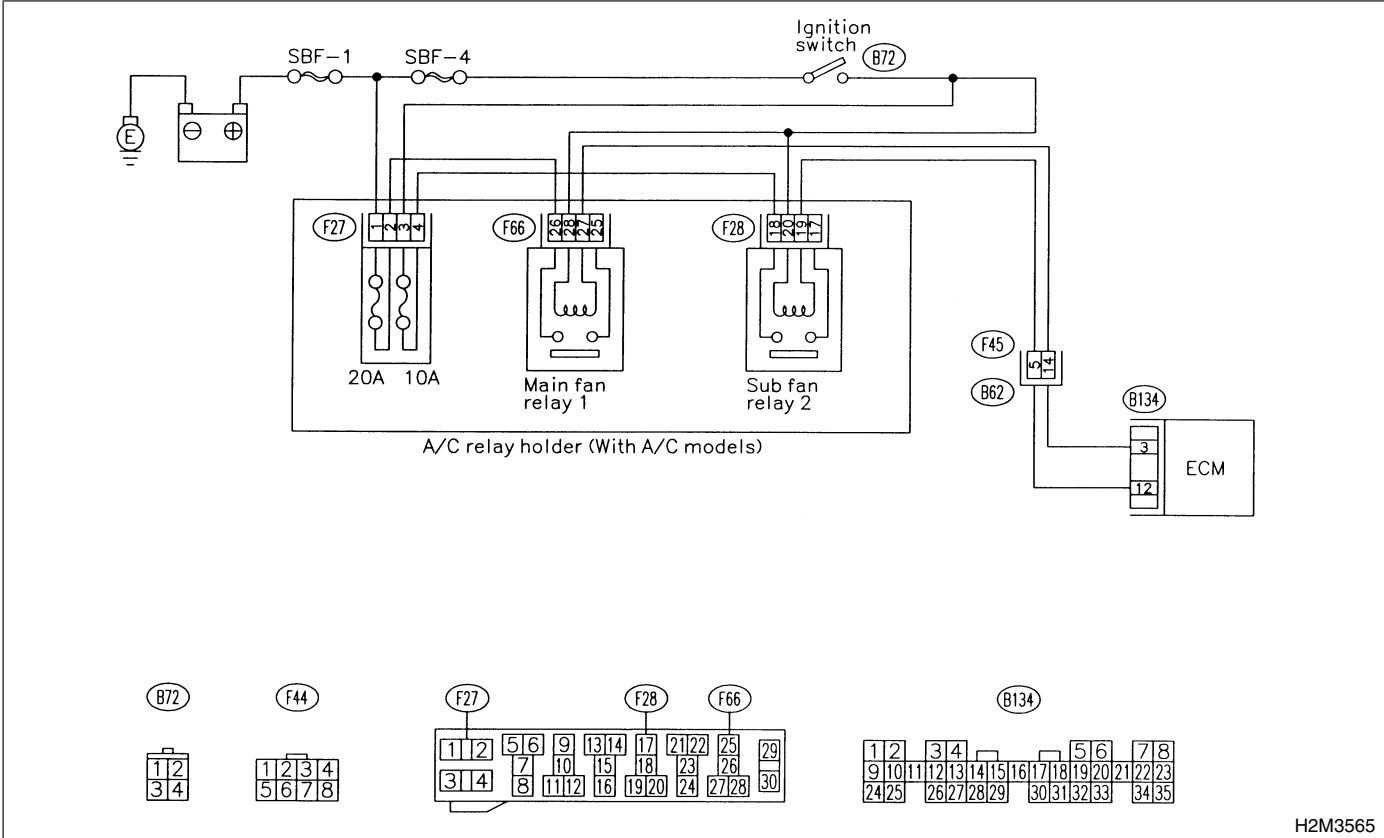 Ignition
switch
B72
SBF-1
SBF-4
E
⊖ ⊕
F27
1 2 3 4
F66
26 28 27 25
F28
18 20 19 17
20A 10A
Main fan
relay 1
Sub fan
relay 2
A/C relay holder (With A/C models)
F45
5 14
B62
B134
3
12
ECM
B72
1 2
3 4
F44
1 2 3 4
5 6 7 8
F27 F28 F66
1 2 5 6 9 13 14 17 21 22 25 29
7 10 15 18 23 26
3 4 8 11 12 16 19 20 24 27 28 30
B134
1 2 3 4 5 6 7 8
9 10 11 12 13 14 15 16 17 18 19 20 21 22 23
24 25 26 27 28 29 30 31 32 33 34 35
H2M3565